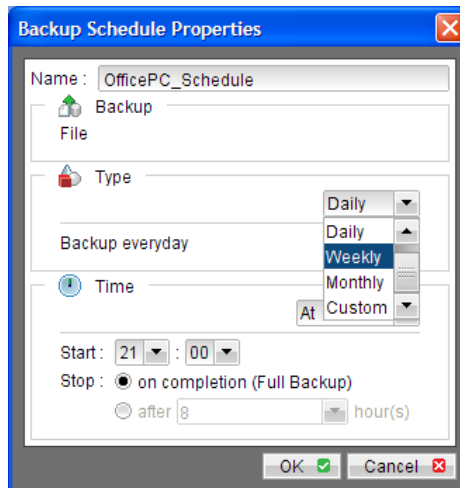 Backup Schedule Properties
Name : OfficePC_Schedule
Backup
File
Type
Daily
Backup everyday
Daily
Weekly
Monthly
Custom
Time
At
Start : 21 : 00
Stop : on completion (Full Backup)
after 8 hour(s)
OK Cancel